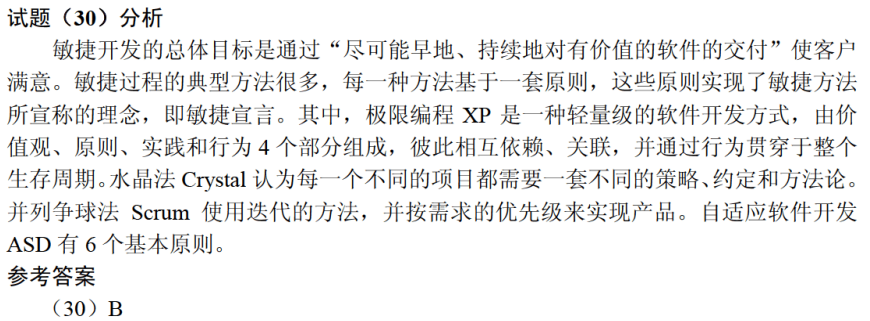 试题（30）分析
敏捷开发的总体目标是通过“尽可能早地、持续地对有价值的软件的交付”使客户
满意。敏捷过程的典型方法很多，每一种方法基于一套原则，这些原则实现了敏捷方法
所宣称的理念，即敏捷宣言。其中，极限编程 XP 是一种轻量级的软件开发方式，由价
值观、原则、实践和行为 4 个部分组成，彼此相互依赖、关联，并通过行为贯穿于整个
生存周期。水晶法 Crystal 认为每一个不同的项目都需要一套不同的策略、约定和方法论。
并列争球法 Scrum 使用迭代的方法，并按需求的优先级来实现产品。自适应软件开发
ASD 有 6 个基本原则。
参考答案
（30）B